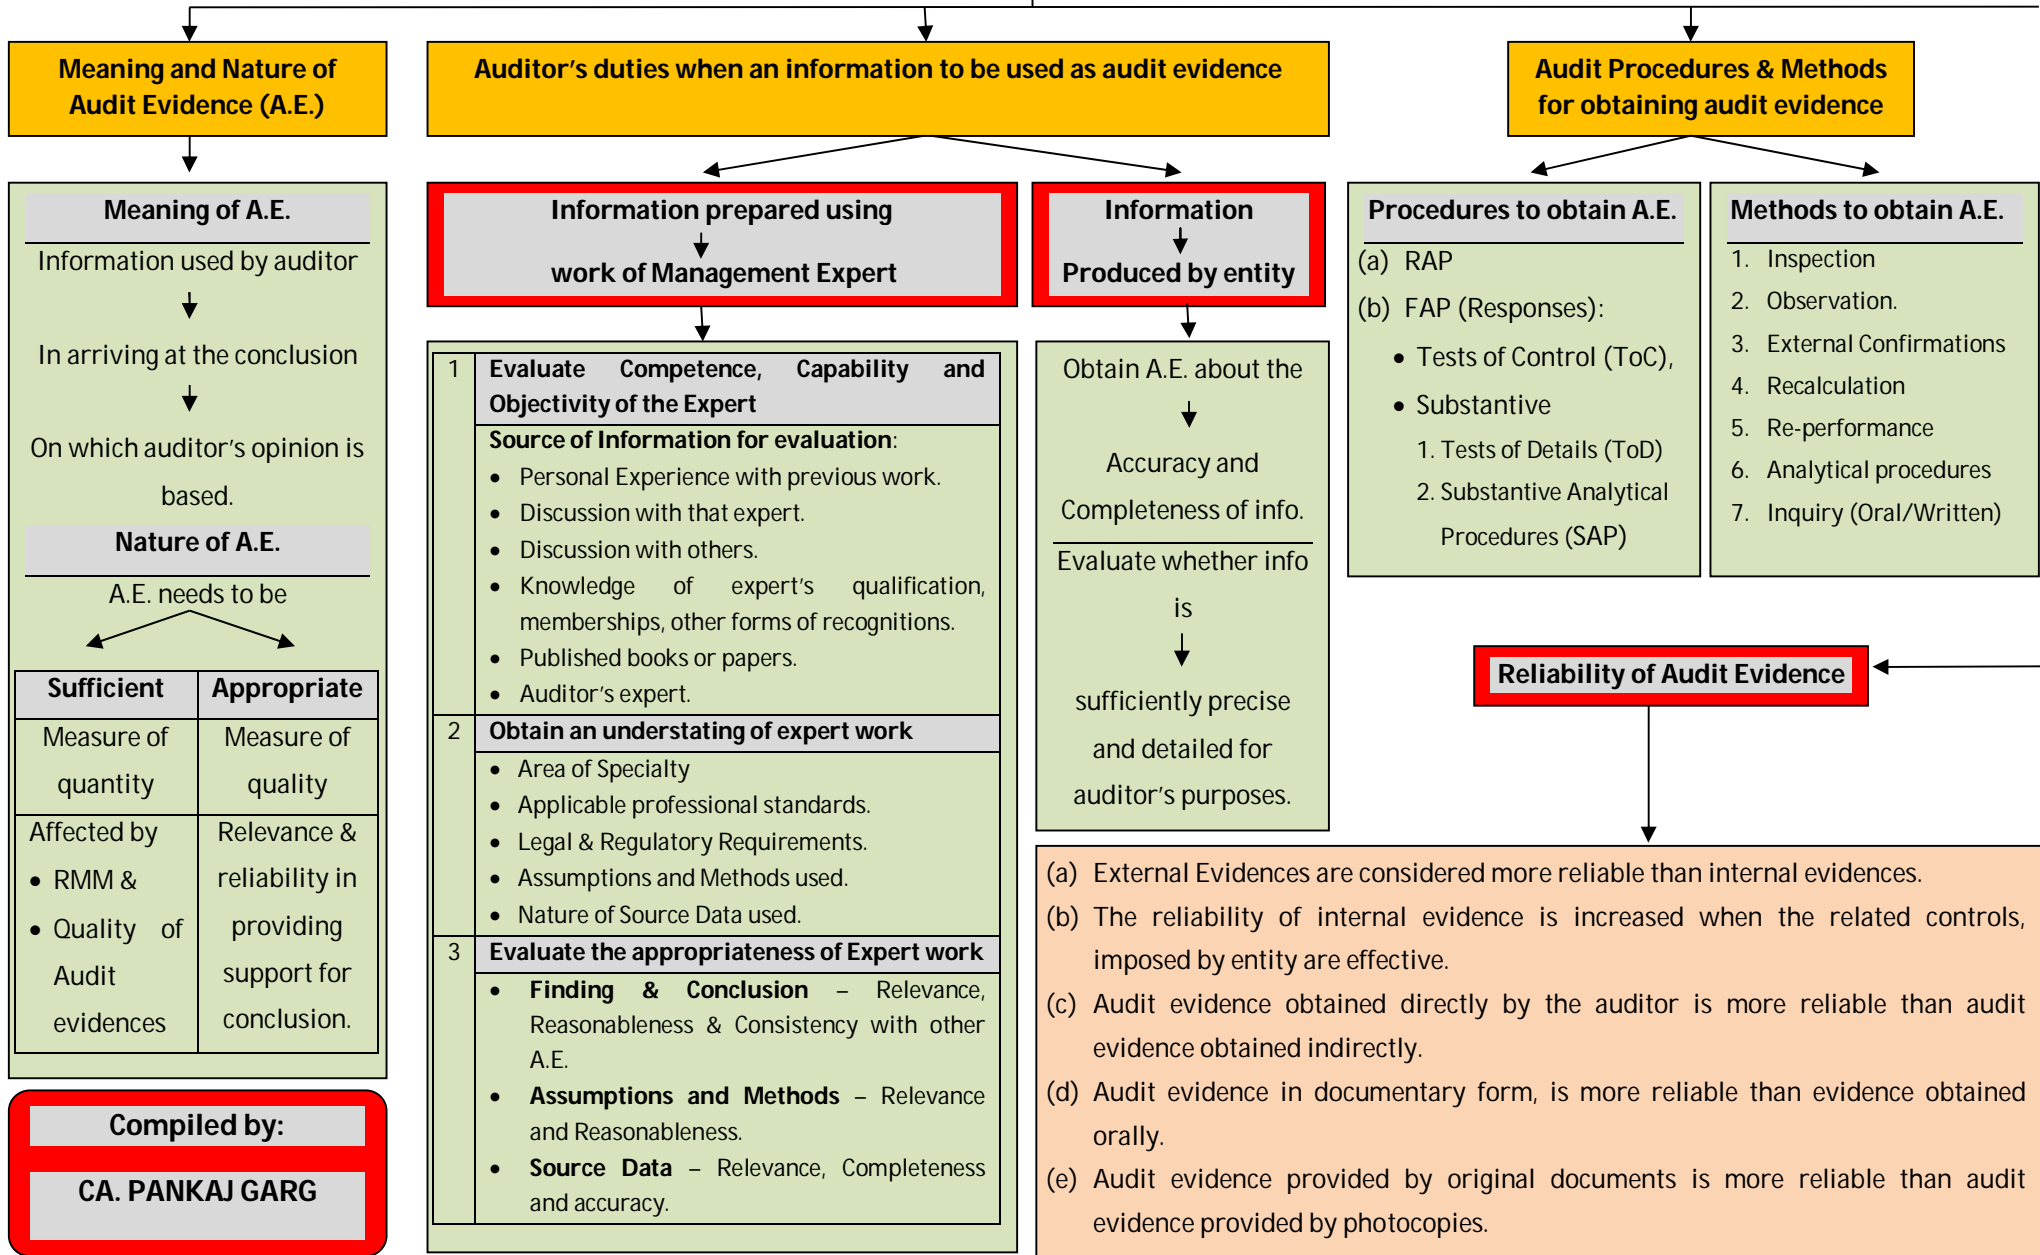 Meaning and Nature of
Audit Evidence (A.E.)
Meaning of A.E.
Information used by auditor
In arriving at the conclusion
On which auditor's opinion is
based.
Nature of A.E.
A.E. needs to be
Sufficient
Appropriate
Measure of
quantity
Measure of
quality
Affected by
• RMM &
• Quality of
Audit
evidences
Relevance &
reliability in
providing
support for
conclusion.
Compiled by:
CA. PANKAJ GARG
Auditor's duties when an information to be used as audit evidence
Information prepared using
work of Management Expert
1 Evaluate Competence, Capability and
Objectivity of the Expert
Source of Information for evaluation:
• Personal Experience with previous work.
• Discussion with that expert.
• Discussion with others.
• Knowledge of expert's qualification,
memberships, other forms of recognitions.
• Published books or papers.
• Auditor's expert.
2 Obtain an understating of expert work
• Area of Specialty
• Applicable professional standards.
• Legal & Regulatory Requirements.
• Assumptions and Methods used.
• Nature of Source Data used.
3 Evaluate the appropriateness of Expert work
• Finding & Conclusion – Relevance,
Reasonableness & Consistency with other
A.E.
• Assumptions and Methods – Relevance
and Reasonableness.
• Source Data – Relevance, Completeness
and accuracy.
Information
Produced by entity
Obtain A.E. about the
Accuracy and
Completeness of info.
Evaluate whether info
is
sufficiently precise
and detailed for
auditor's purposes.
Audit Procedures & Methods
for obtaining audit evidence
Procedures to obtain A.E.
(a) RAP
(b) FAP (Responses):
• Tests of Control (ToC),
• Substantive
1. Tests of Details (ToD)
2. Substantive Analytical
Procedures (SAP)
Methods to obtain A.E.
1. Inspection
2. Observation.
3. External Confirmations
4. Recalculation
5. Re-performance
6. Analytical procedures
7. Inquiry (Oral/Written)
Reliability of Audit Evidence
(a) External Evidences are considered more reliable than internal evidences.
(b) The reliability of internal evidence is increased when the related controls,
imposed by entity are effective.
(c) Audit evidence obtained directly by the auditor is more reliable than audit
evidence obtained indirectly.
(d) Audit evidence in documentary form, is more reliable than evidence obtained
orally.
(e) Audit evidence provided by original documents is more reliable than audit
evidence provided by photocopies.